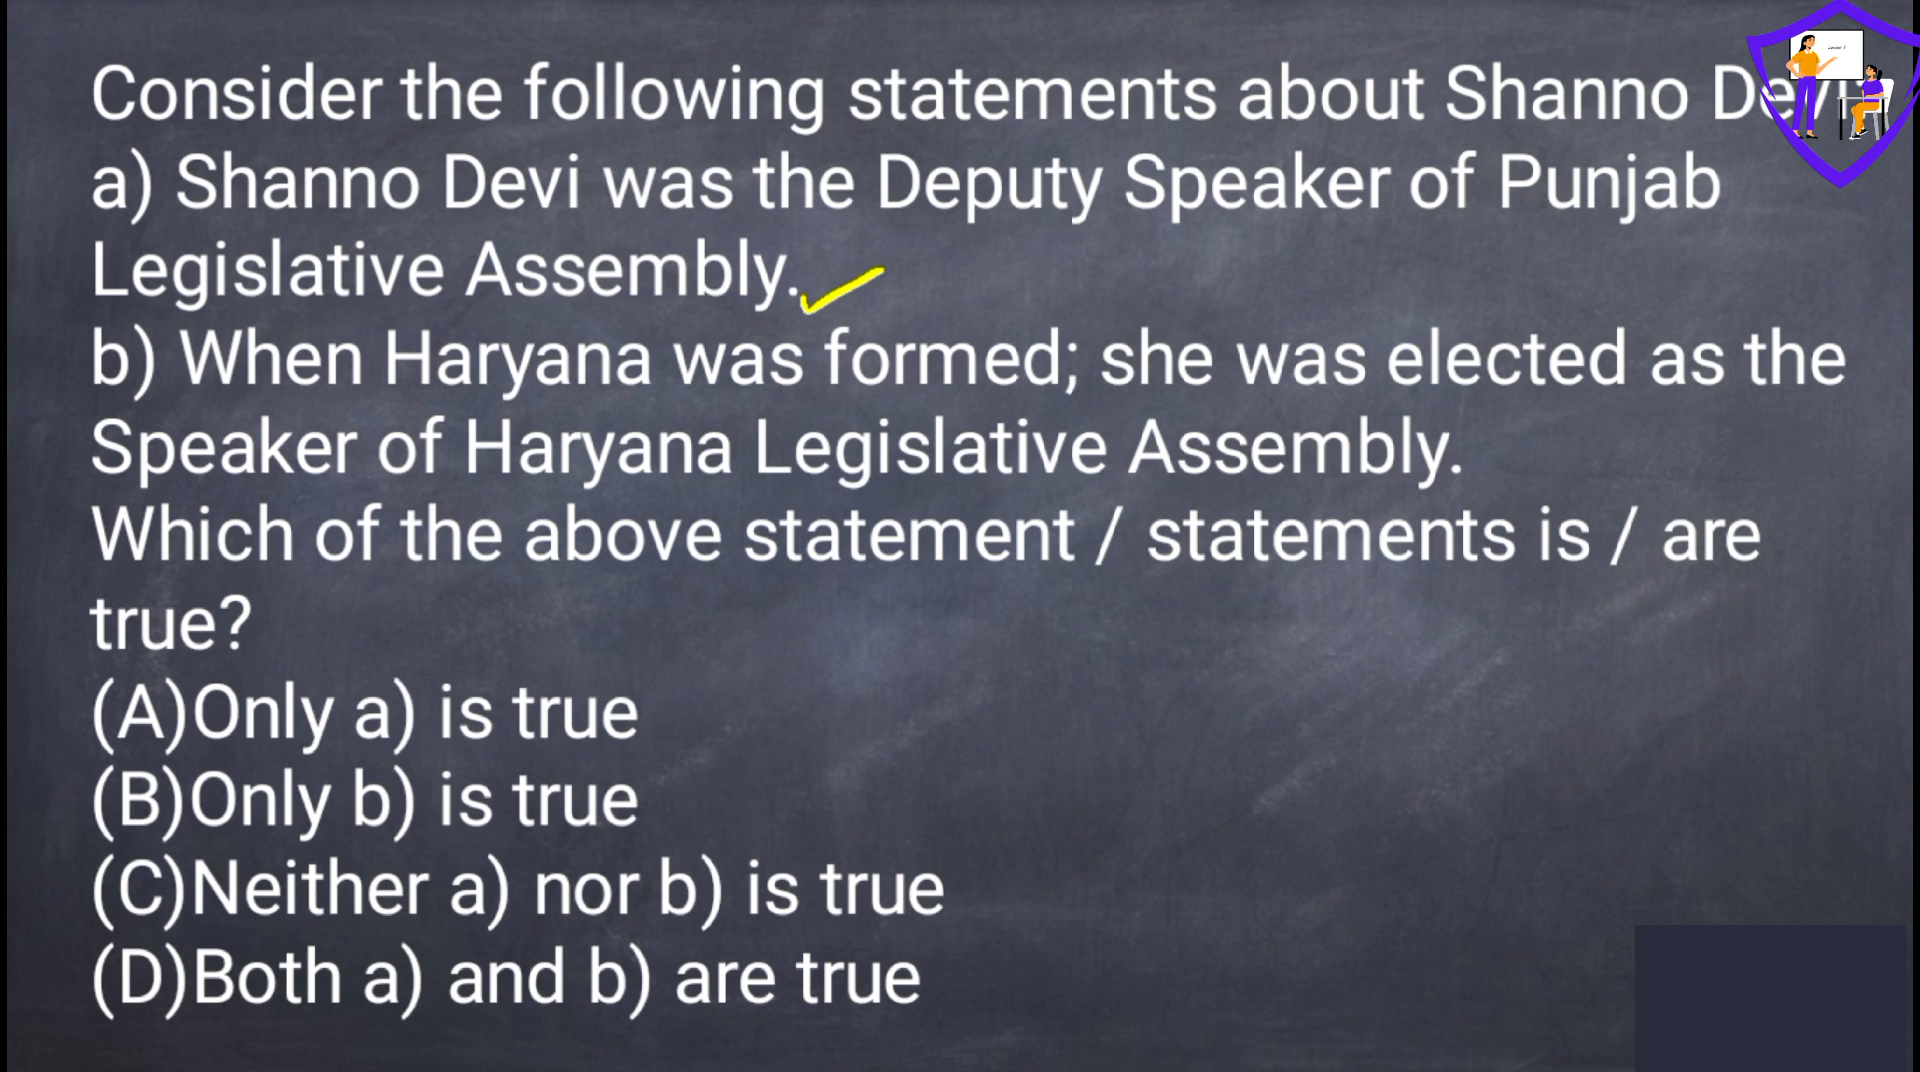 Consider the following statements about Shanno Devi
a) Shanno Devi was the Deputy Speaker of Punjab
Legislative Assembly.
b) When Haryana was formed; she was elected as the
Speaker of Haryana Legislative Assembly.
Which of the above statement / statements is / are
true?
(A)Only a) is true
(B)Only b) is true
(C)Neither a) nor b) is true
(D)Both a) and b) are true